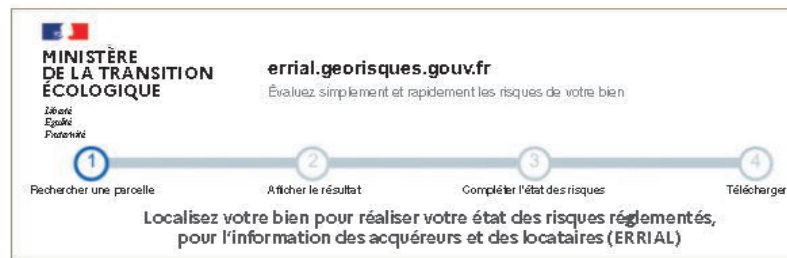 MINISTÈRE
DE LA TRANSITION
ÉCOLOGIQUE
Liberté
Égalité
Fraternité
errial.georisques.gouv.fr
Évaluez simplement et rapidement les risques de votre bien
1
2
3
4
Rechercher une parcelle
Afficher le résultat
Compléter l'état des risques
Télécharger
Localisez votre bien pour réaliser votre état des risques réglementés,
pour l'information des acquéreurs et des locataires (ERRIAL)